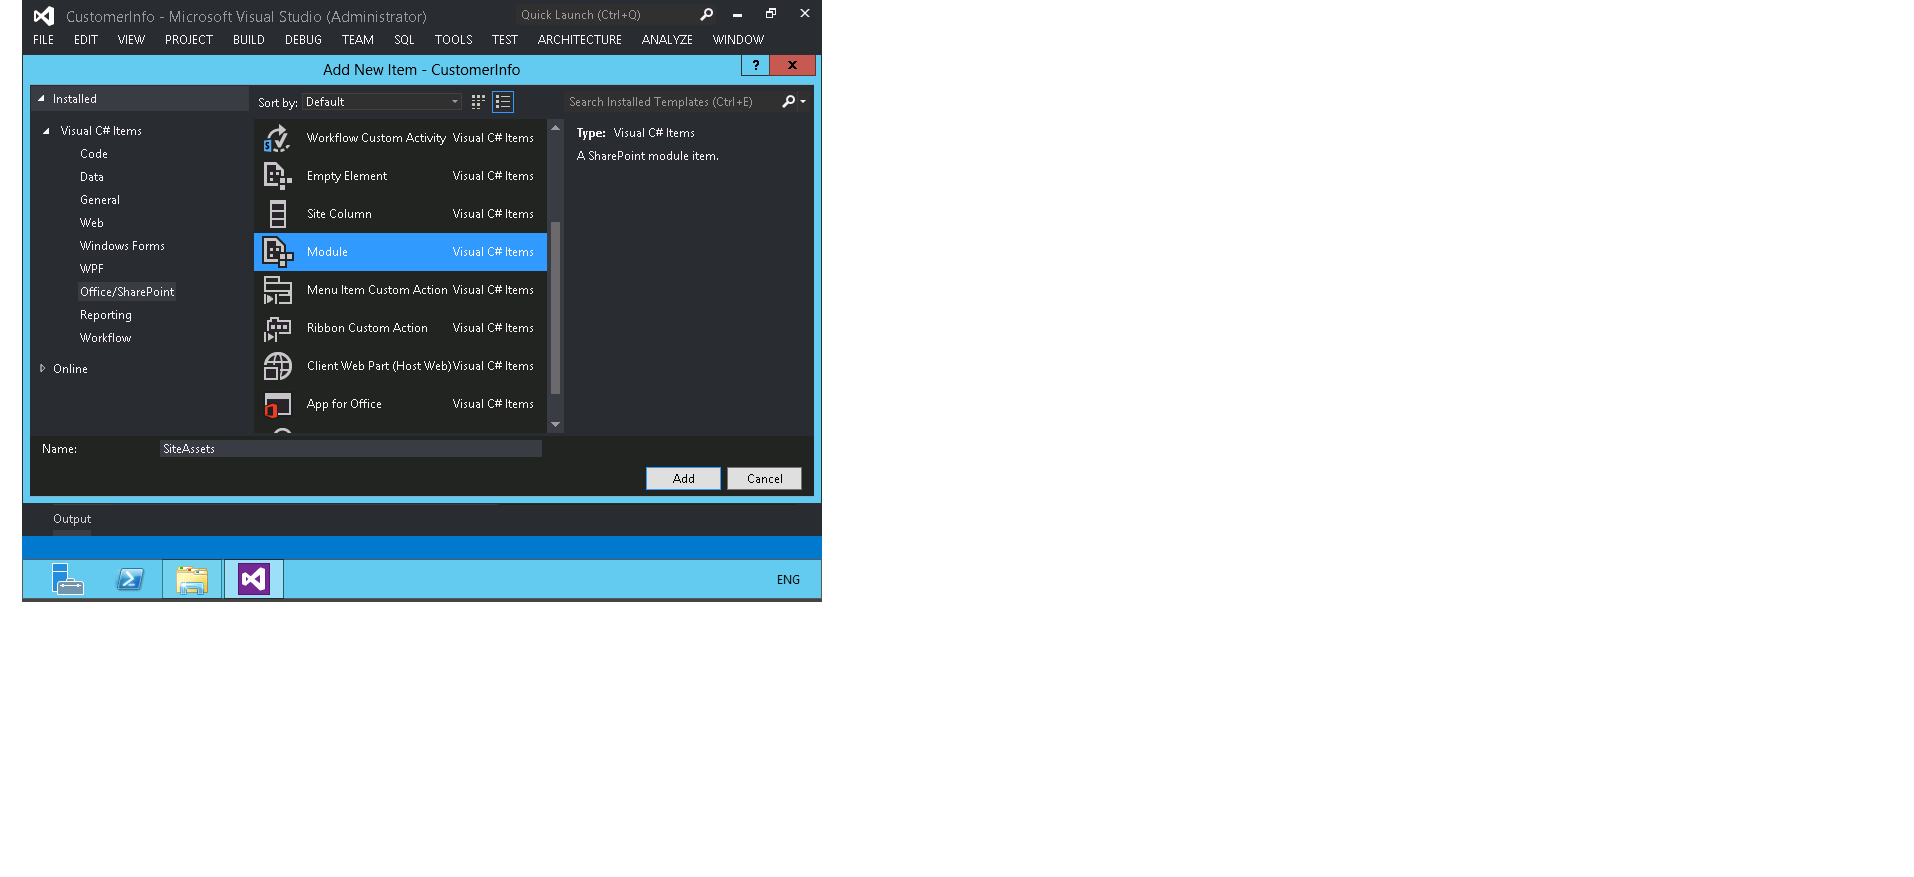 CustomerInfo - Microsoft Visual Studio (Administrator)
Quick Launch (Ctrl+Q)
FILE EDIT VIEW PROJECT BUILD DEBUG TEAM SQL TOOLS TEST ARCHITECTURE ANALYZE WINDOW
Add New Item - CustomerInfo
? x
Installed
Visual C# Items
Code
Data
General
Web
Windows Forms
WPF
Office/SharePoint
Reporting
Workflow
Online
Sort by: Default
Workflow Custom Activity Visual C# Items
Empty Element Visual C# Items
Site Column Visual C# Items
Module Visual C# Items
Menu Item Custom Action Visual C# Items
Ribbon Custom Action Visual C# Items
Client Web Part (Host Web) Visual C# Items
App for Office Visual C# Items
Search Installed Templates (Ctrl+E)
Type: Visual C# Items
A SharePoint module item.
Name: SiteAssets
Add Cancel
Output
ENG